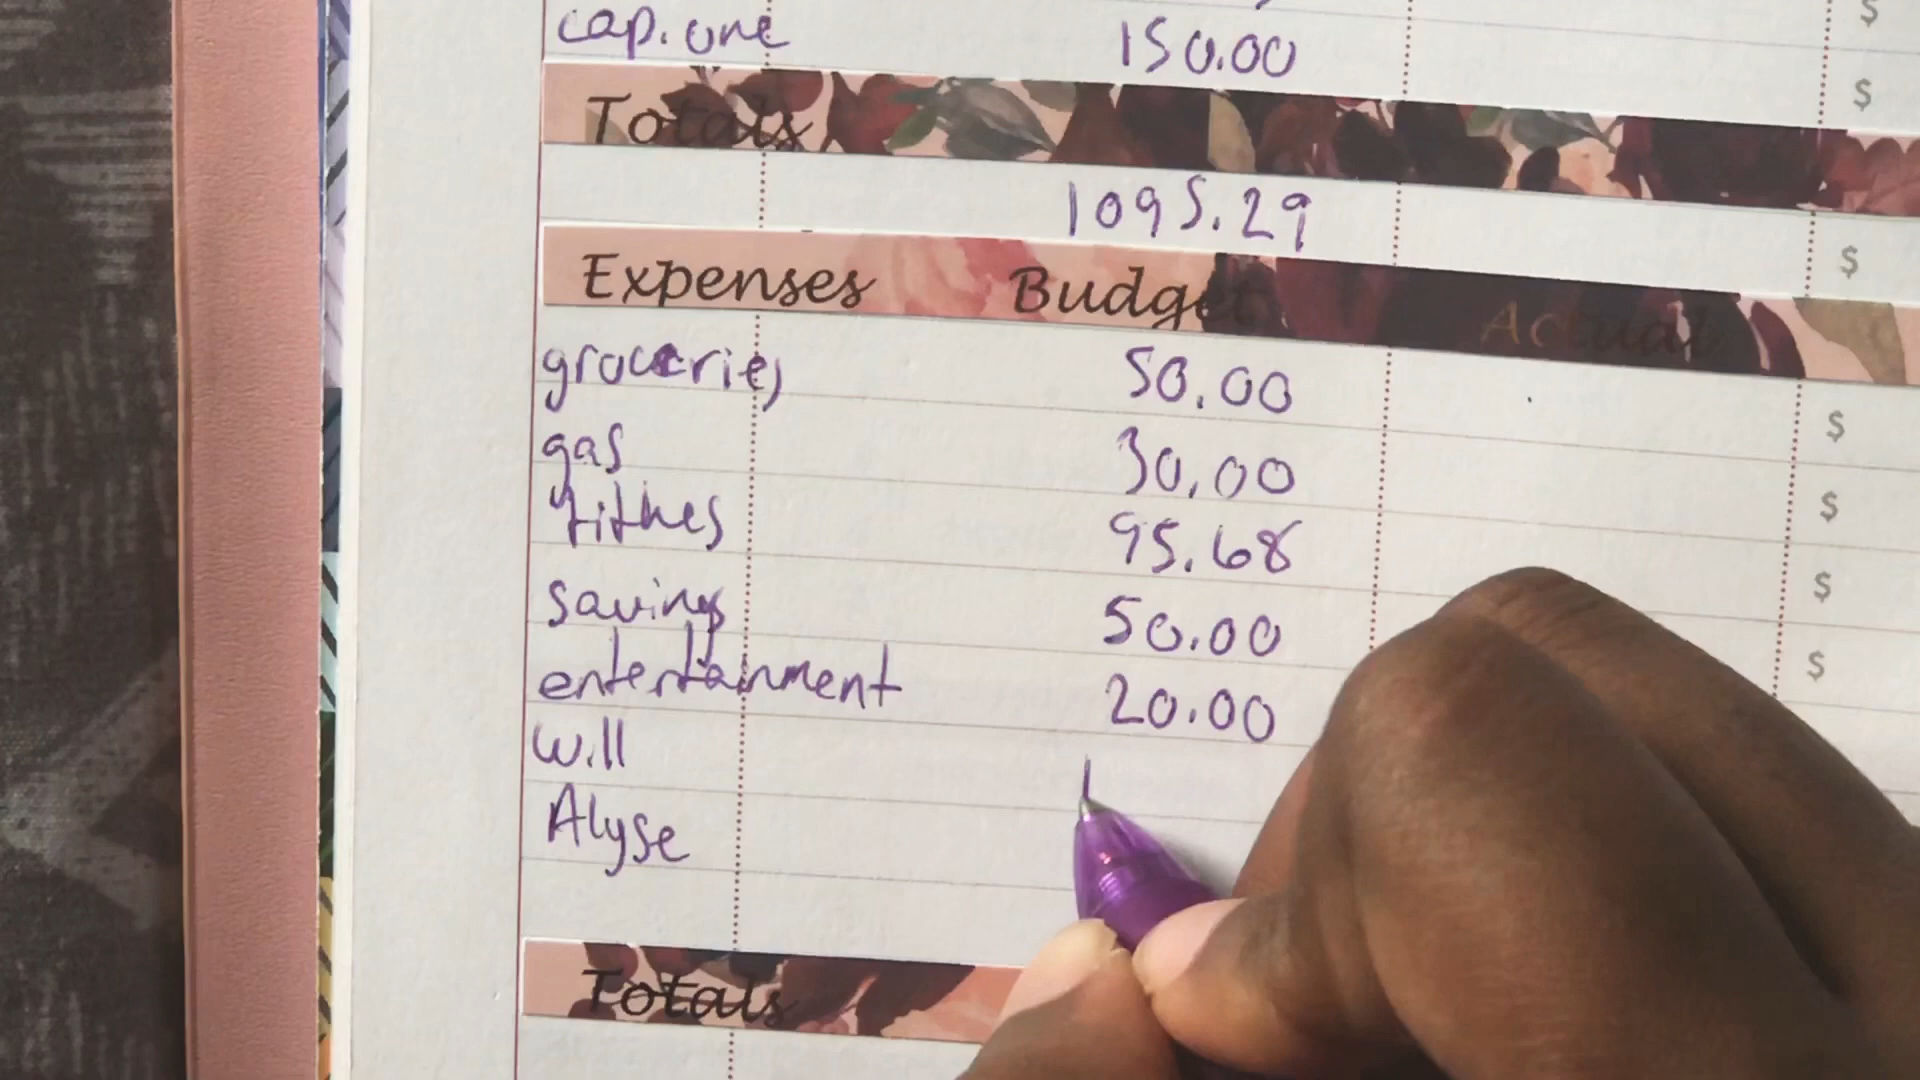 cap. one 150.00 $
Totals $
1095.29 $
Expenses Budget Actual
groceries 50.00 $
gas 30.00 $
tithes 95.68 $
savings 50.00 $
entertainment 20.00
will
Alyse
Totals